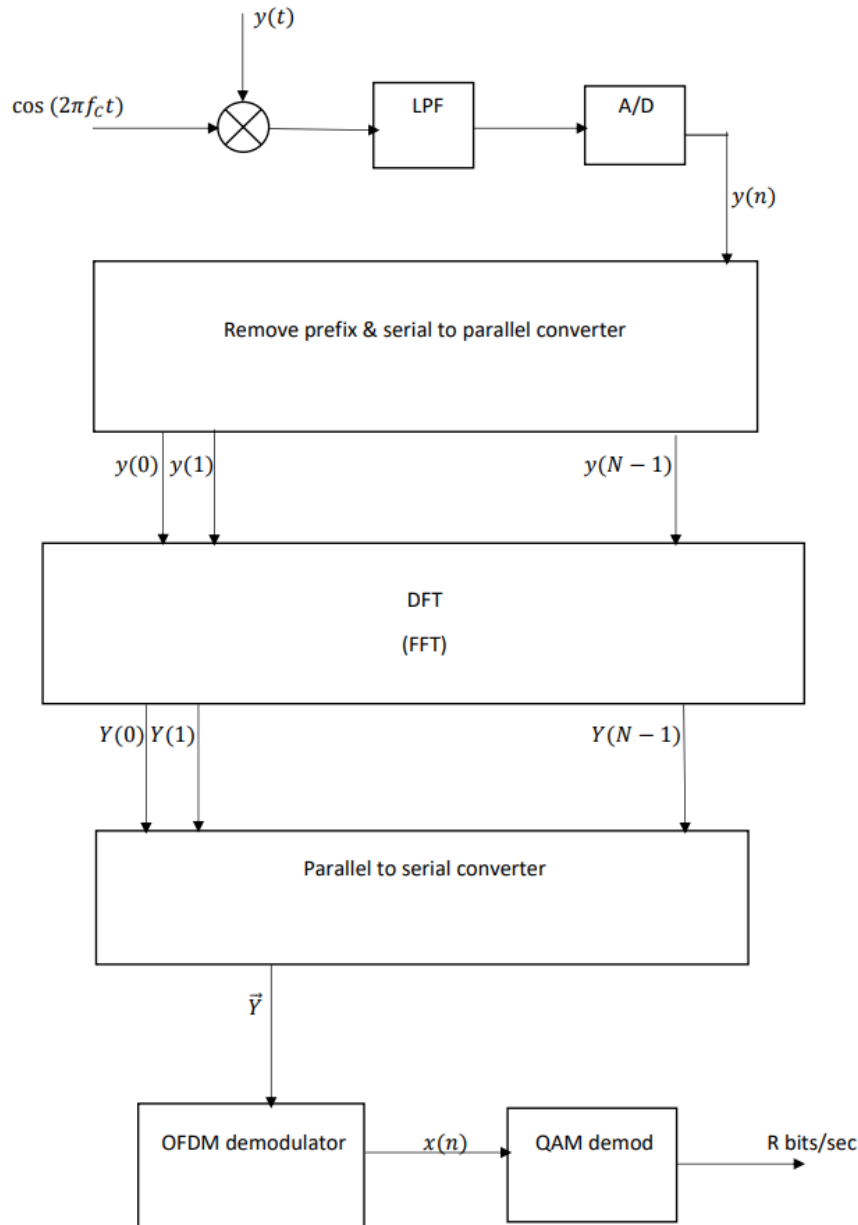 y(t)
cos (2πf_C t)
LPF
A/D
y(n)
Remove prefix & serial to parallel converter
y(0) y(1) y(N − 1)
DFT
(FFT)
Y(0) Y(1) Y(N − 1)
Parallel to serial converter
Y⃗
OFDM demodulator
x(n)
QAM demod
R bits/sec